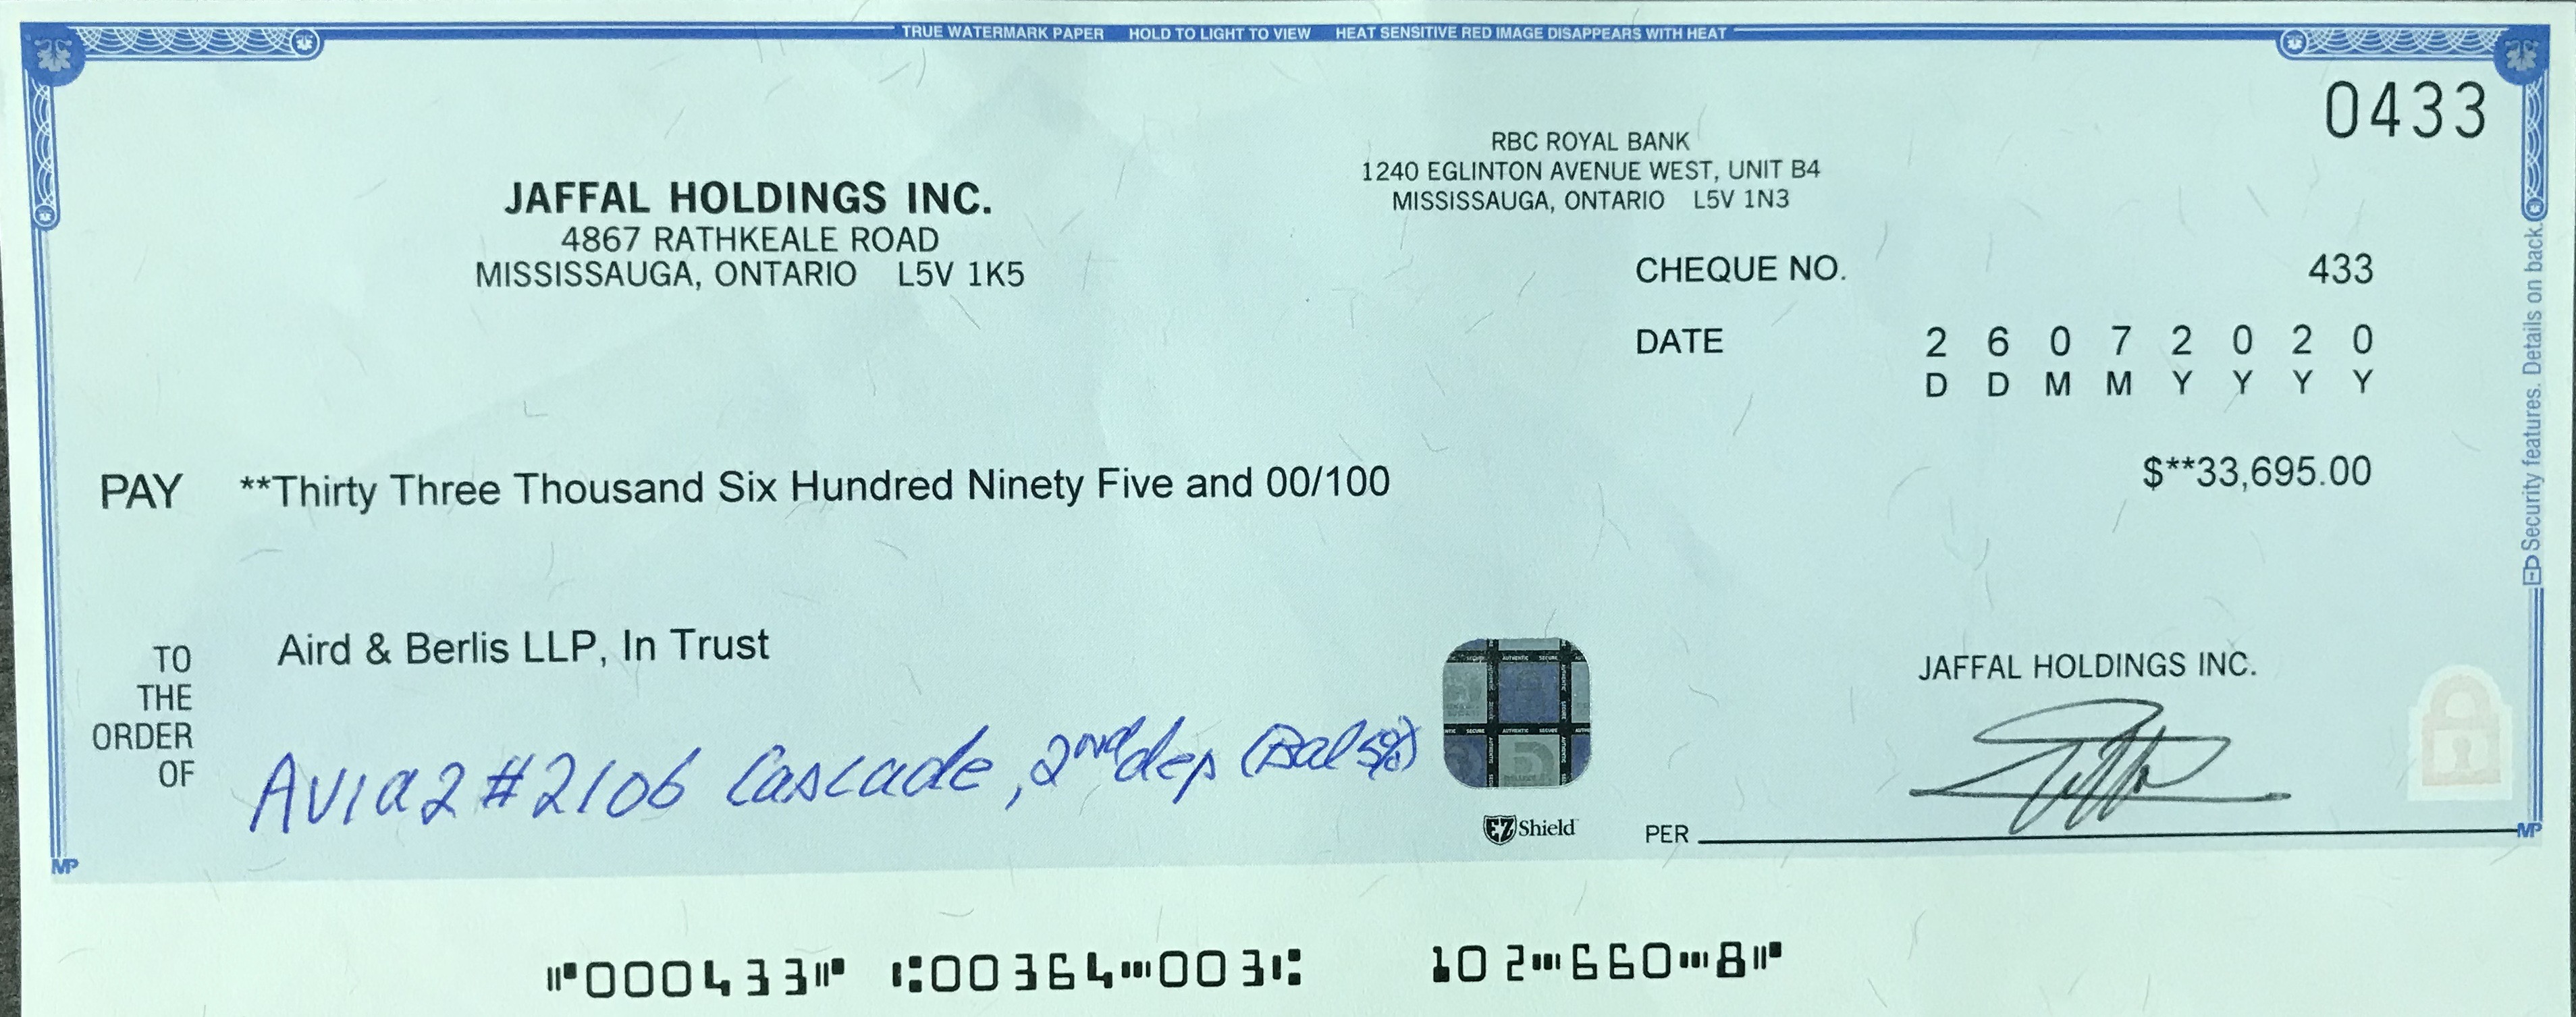 TRUE WATERMARK PAPER HOLD TO LIGHT TO VIEW HEAT SENSITIVE RED IMAGE DISAPPEARS WITH HEAT
0433
RBC ROYAL BANK
1240 EGLINTON AVENUE WEST, UNIT B4
MISSISSAUGA, ONTARIO L5V 1N3
JAFFAL HOLDINGS INC.
4867 RATHKEALE ROAD
MISSISSAUGA, ONTARIO L5V 1K5
CHEQUE NO. 433
DATE 2 6 0 7 2 0 2 0
D D M M Y Y Y Y
PAY **Thirty Three Thousand Six Hundred Ninety Five and 00/100 $**33,695.00
TO THE ORDER OF
Aird & Berlis LLP, In Trust
Avia2 #2106 Cascade, 2nd dep (Bal 5%)
EZ Shield
JAFFAL HOLDINGS INC.
PER
MP
MP
Security features. Details on back.
⑈000433⑈ ⑆00364⑉003⑆ 102⑉660⑉8⑈